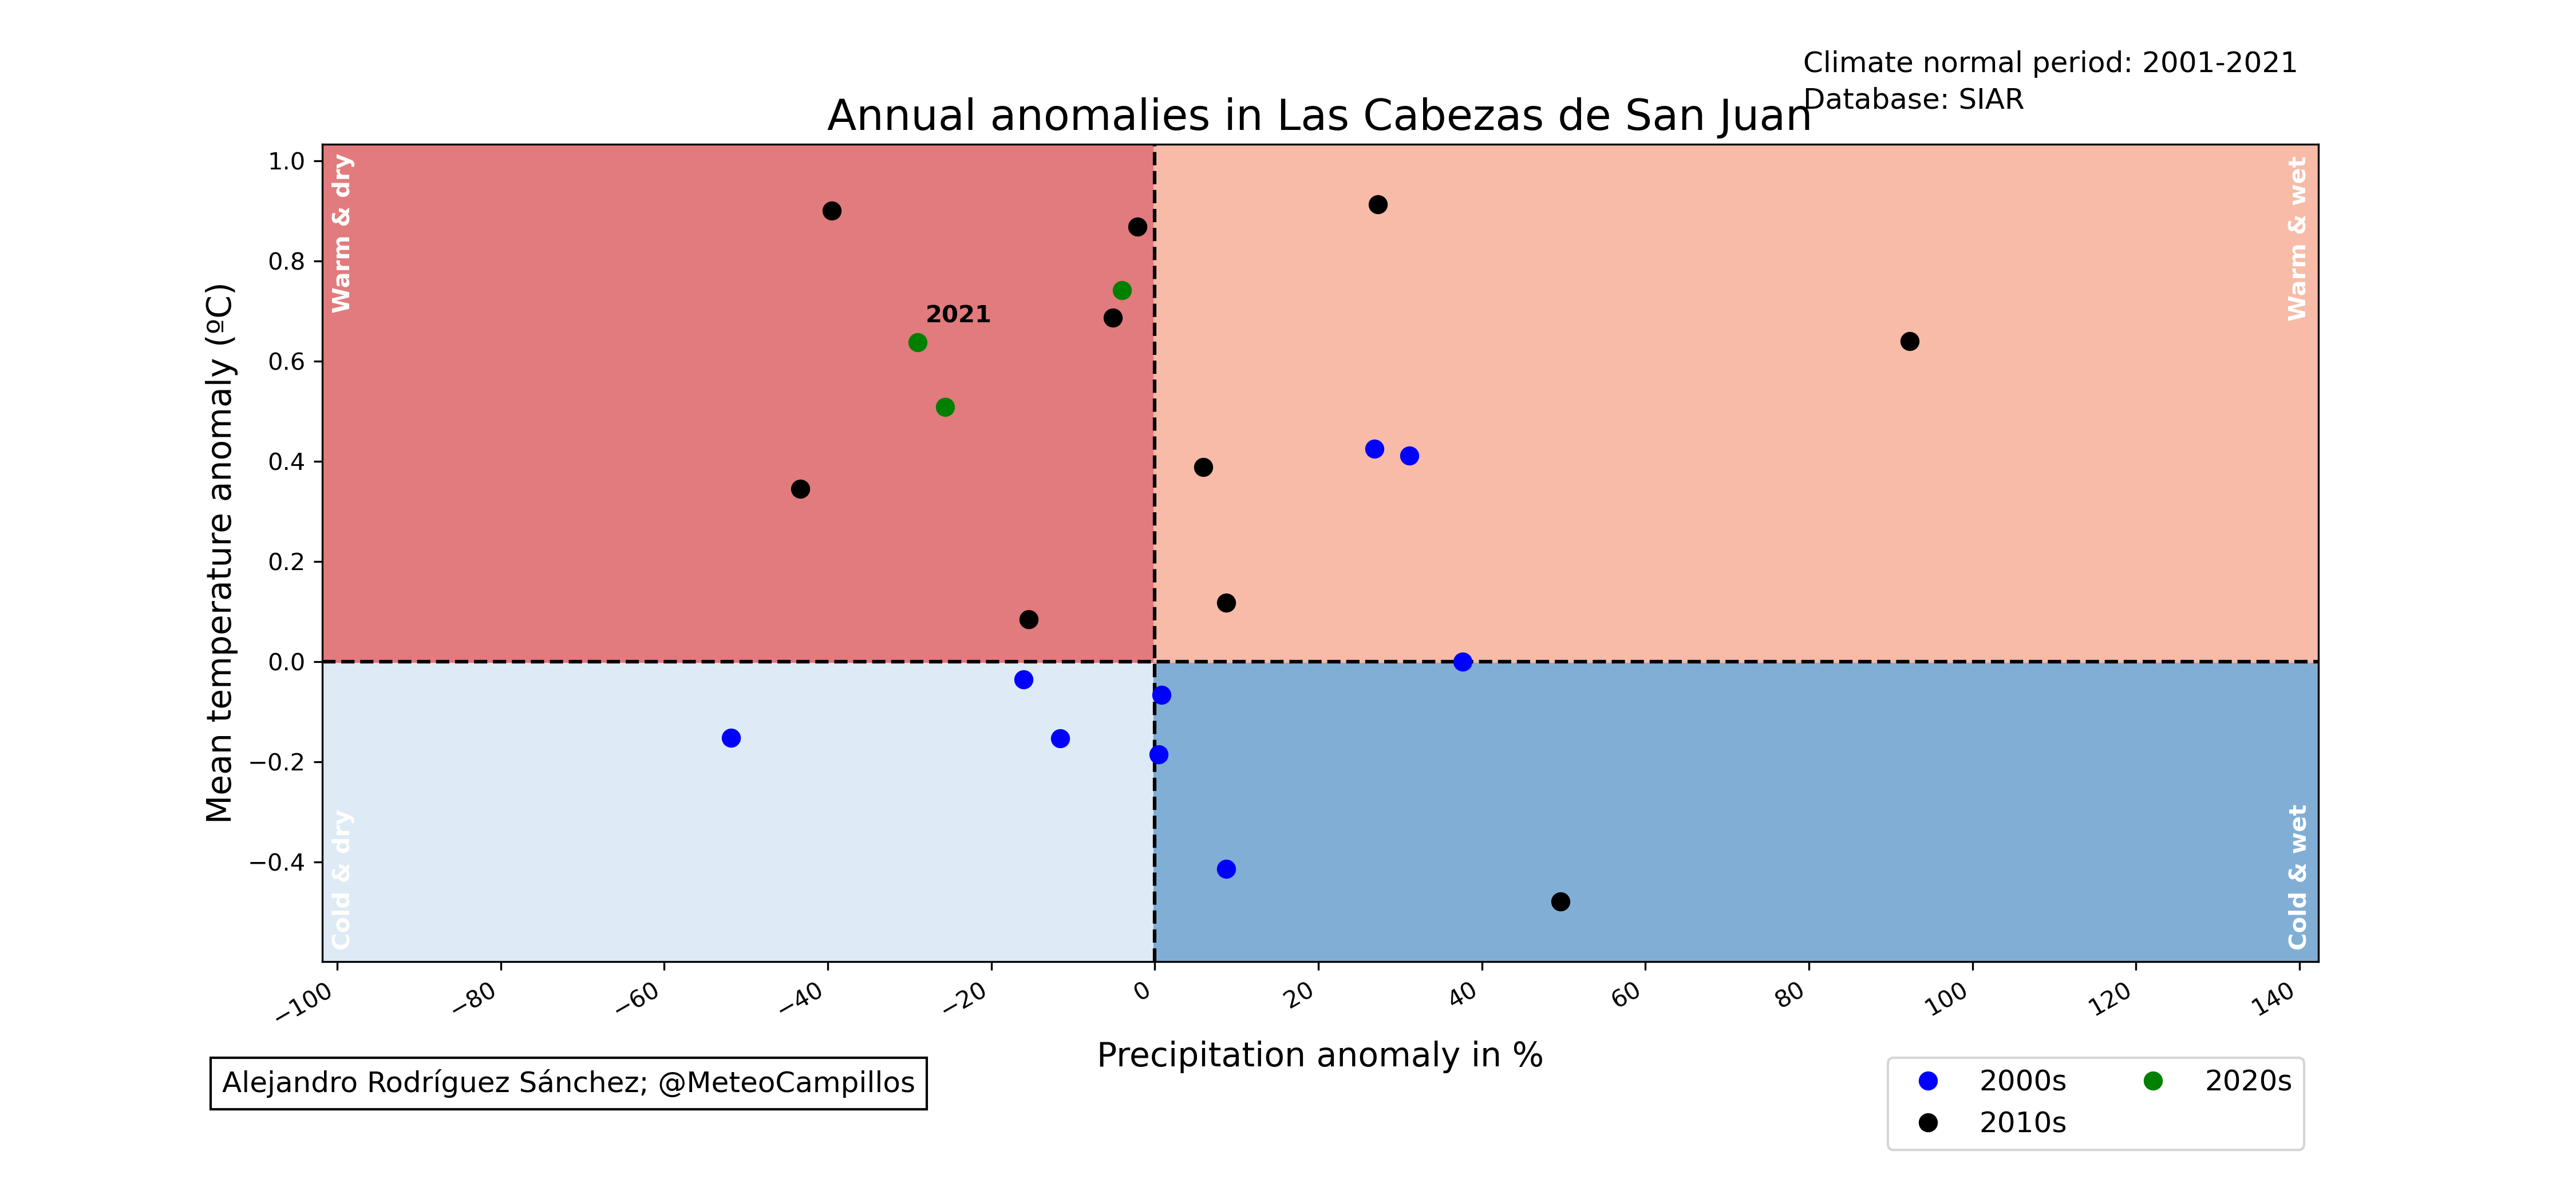 Climate normal period: 2001-2021
Database: SIAR
Annual anomalies in Las Cabezas de San Juan
Warm & dry
Warm & wet
Cold & dry
Cold & wet
2021
Mean temperature anomaly (ºC)
1.0
0.8
0.6
0.4
0.2
0.0
−0.2
−0.4
−100
−80
−60
−40
−20
0
20
40
60
80
100
120
140
Precipitation anomaly in %
Alejandro Rodríguez Sánchez; @MeteoCampillos
2000s
2010s
2020s